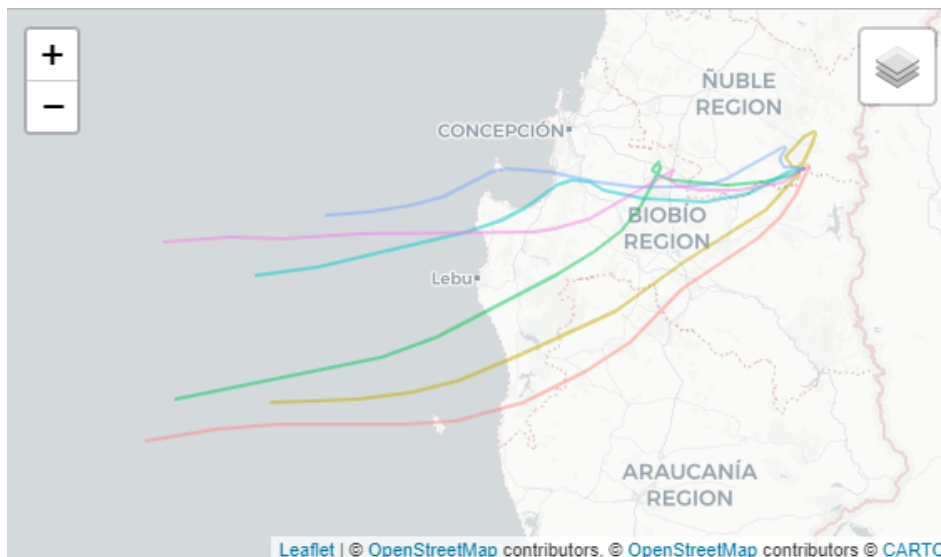 +
−
ÑUBLE
REGION
CONCEPCIÓN
BIOBÍO
REGION
Lebu
ARAUCANÍA
REGION
Leaflet | © OpenStreetMap contributors, © OpenStreetMap contributors © CARTO